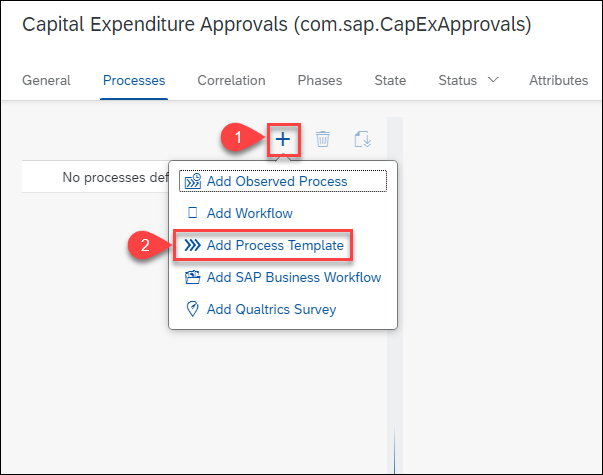 Capital Expenditure Approvals (com.sap.CapExApprovals)
General Processes Correlation Phases State Status Attributes
1
No processes def
Add Observed Process
Add Workflow
2 Add Process Template
Add SAP Business Workflow
Add Qualtrics Survey